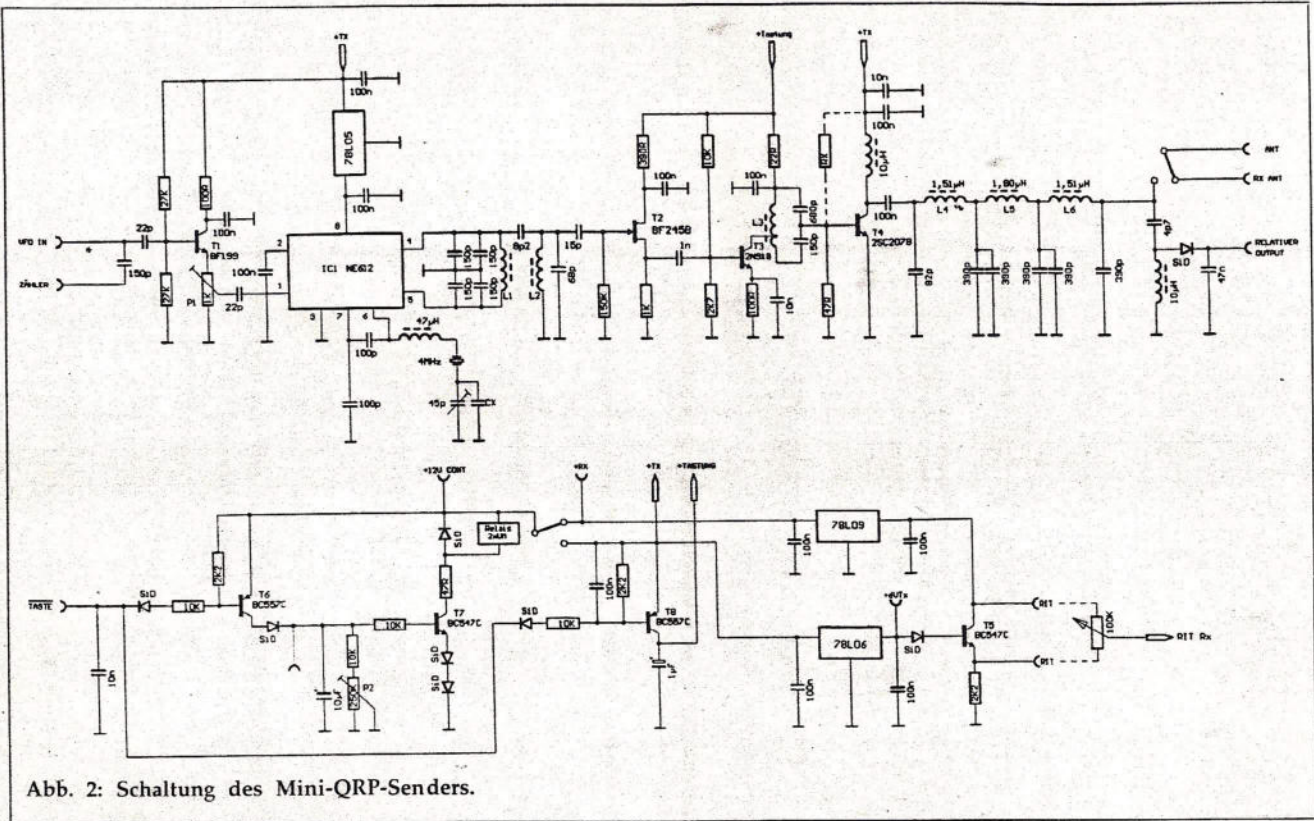 +TX
+Tastung
+TX
100n
10n
100n
78L05
27K
100R
390R
10K
22R
10µH
100n
100n
100n
680p
150p
1,51µH
1,80µH
1,51µH
ANT
RX ANT
VFO IN
*
22p
T1
BF199
100n
150p
ZÄHLER
27K
P1
1K
22p
100n
8
2
1
4
5
3
7
6
IC1 NE612
150p
150p
150p
150p
L1
8p2
L2
68p
15p
150K
T2
BF245B
1K
1n
2K7
L3
T3
2N918
100R
10n
47R
T4
2SC2078
100n
82p
L4
L5
L6
390p
390p
390p
390p
390p
4p7
10µH
SiD
47n
RELATIVER
OUTPUT
100p
47µH
4MHz
100p
45p
CX
+12V CONT
+RX
+TX
+TASTUNG
SiD
Relais
2xUm
78L09
100n
100n
2K2
47R
100n
2K2
TASTE
SiD
10K
T6
BC557C
SiD
10K
T7
BC547C
SiD
10K
T8
BC557C
+6VTx
T5
BC547C
RIT
100K
RIT Rx
10n
10µF
10K
250K
P2
SiD
SiD
1µF
100n
78L06
100n
SiD
RIT
2K2
Abb. 2: Schaltung des Mini-QRP-Senders.